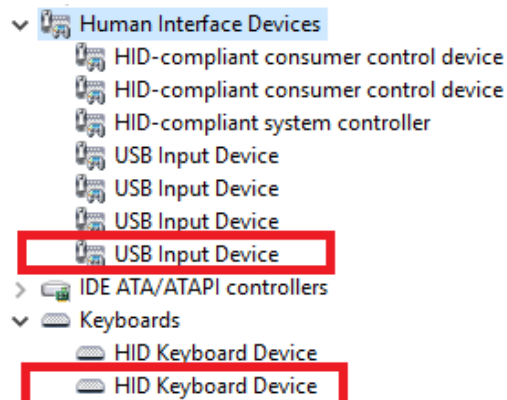 Human Interface Devices
HID-compliant consumer control device
HID-compliant consumer control device
HID-compliant system controller
USB Input Device
USB Input Device
USB Input Device
USB Input Device
IDE ATA/ATAPI controllers
Keyboards
HID Keyboard Device
HID Keyboard Device